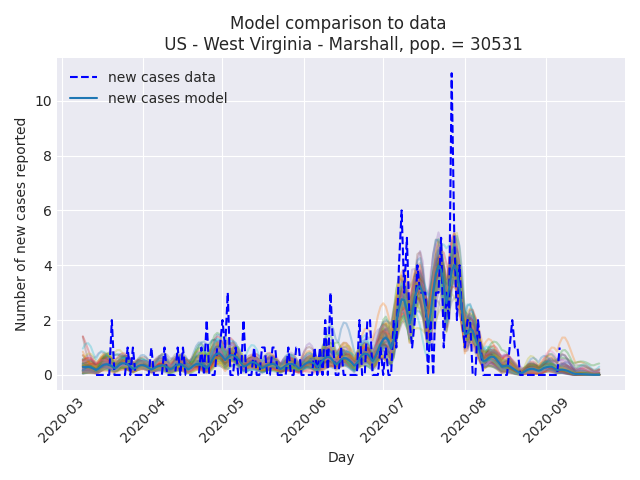 Model comparison to data
US - West Virginia - Marshall, pop. = 30531
new cases data
new cases model
Number of new cases reported
10
8
6
4
2
0
2020-03
2020-04
2020-05
2020-06
2020-07
2020-08
2020-09
Day